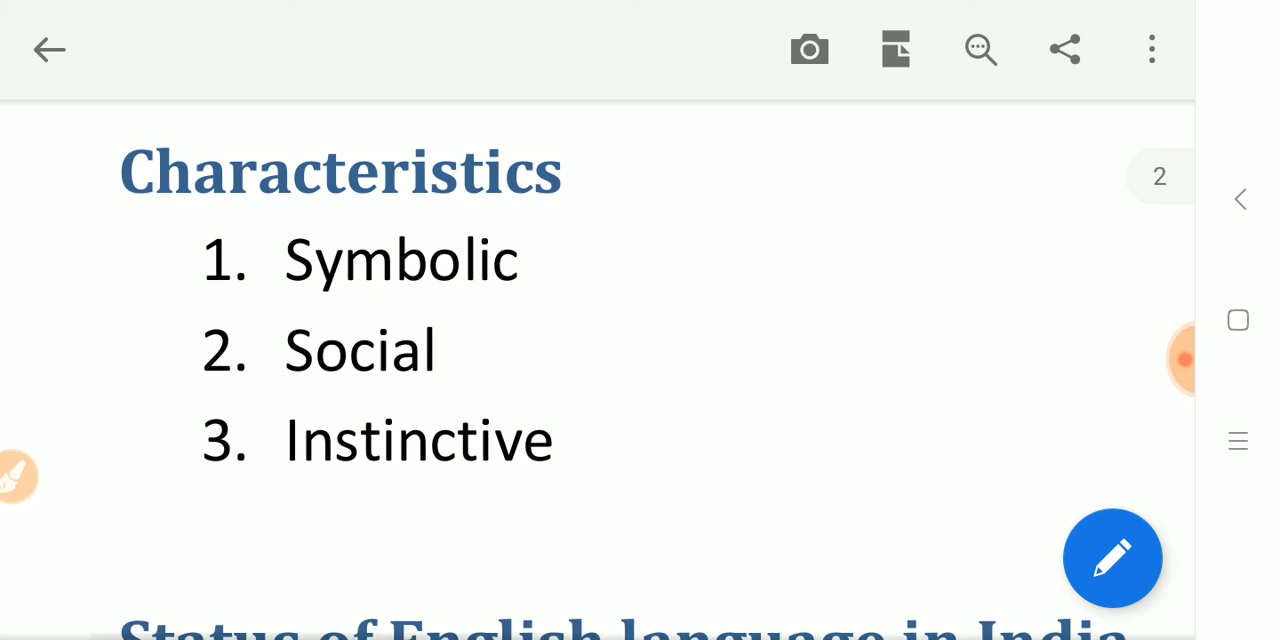 Characteristics
2
1. Symbolic
2. Social
3. Instinctive
Status of English language in India